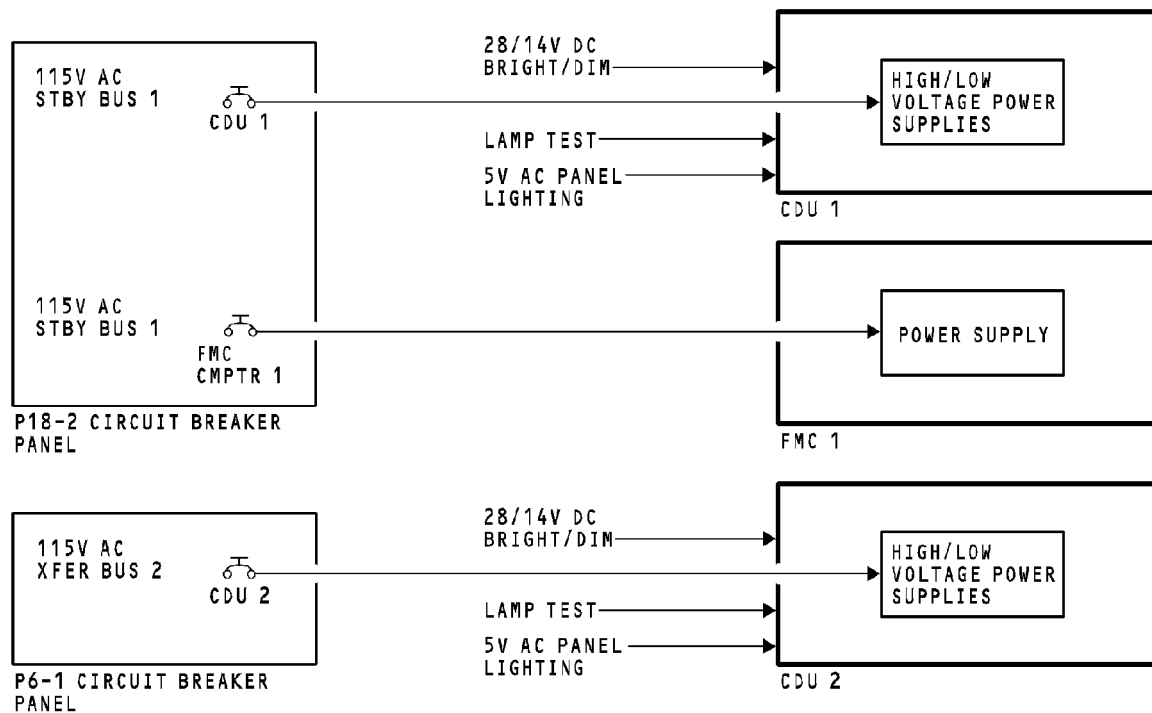 115V AC
STBY BUS 1
CDU 1
115V AC
STBY BUS 1
FMC
CMPTR 1
P18-2 CIRCUIT BREAKER
PANEL
28/14V DC
BRIGHT/DIM
LAMP TEST
5V AC PANEL
LIGHTING
HIGH/LOW
VOLTAGE POWER
SUPPLIES
CDU 1
POWER SUPPLY
FMC 1
115V AC
XFER BUS 2
CDU 2
P6-1 CIRCUIT BREAKER
PANEL
28/14V DC
BRIGHT/DIM
LAMP TEST
5V AC PANEL
LIGHTING
HIGH/LOW
VOLTAGE POWER
SUPPLIES
CDU 2